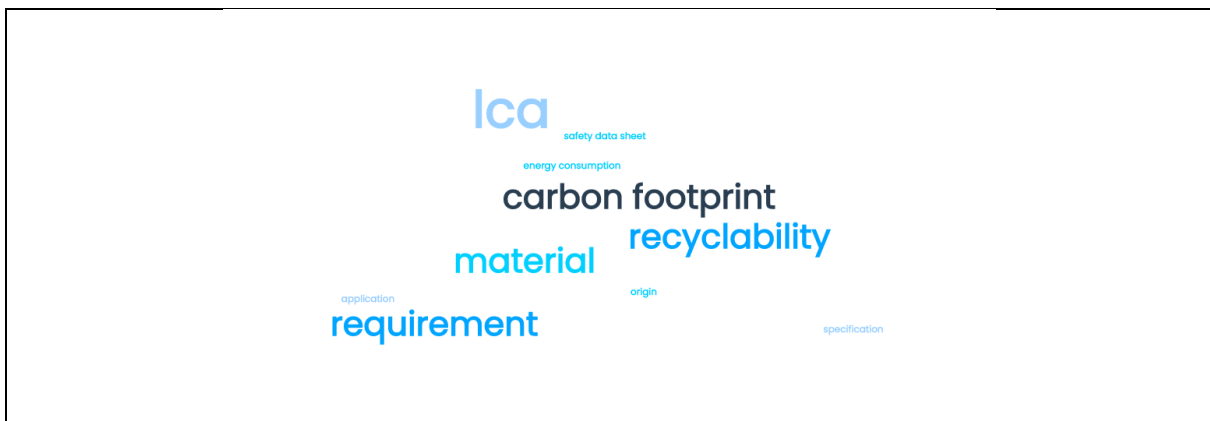 lca
safety data sheet
energy consumption
carbon footprint
recyclability
material
origin
application
requirement
specification